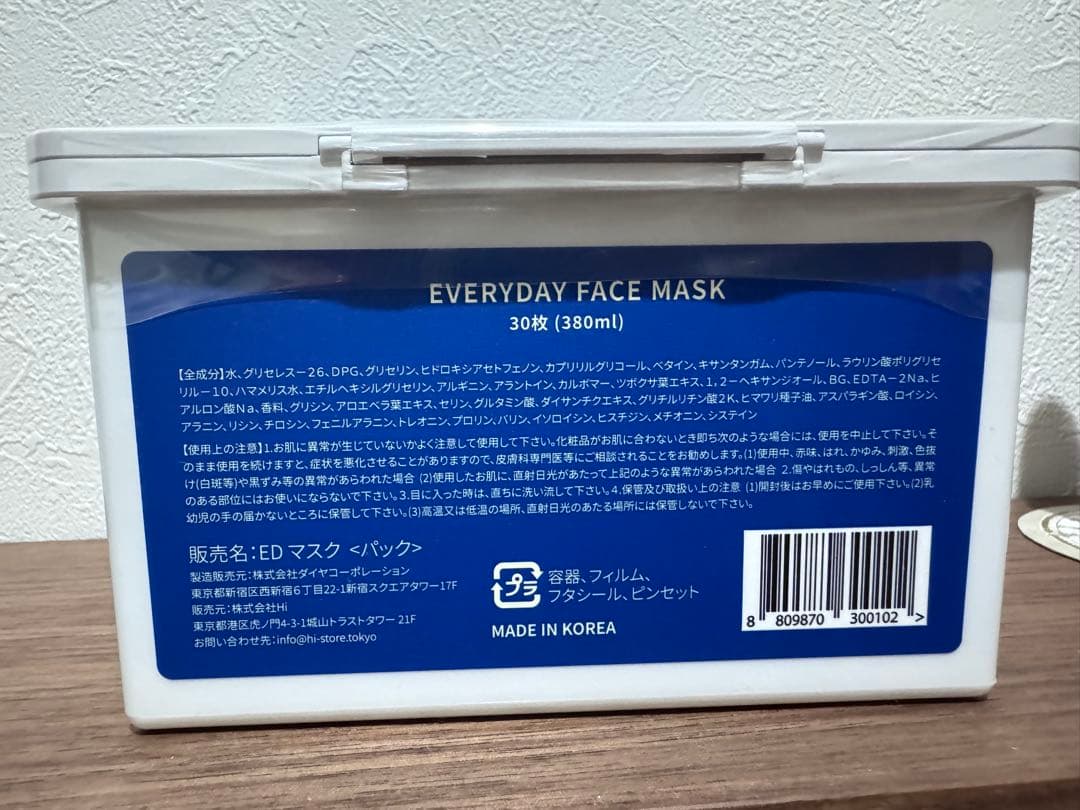 EVERYDAY FACE MASK
30枚 (380ml)
【全成分】水、グリセレス－26、DPG、グリセリン、ヒドロキシアセトフェノン、カプリリルグリコール、ベタイン、キサンタンガム、パンテノール、ラウリン酸ポリグリセ
リル－10、ハマメリス水、エチルヘキシルグリセリン、アルギニン、アラントイン、カルボマー、ツボクサ葉エキス、1,2－ヘキサンジオール、BG、EDTA－2Na、ヒ
アルロン酸Na、香料、グリシン、アロエベラ葉エキス、セリン、グルタミン酸、ダイサンチクエキス、グリチルリチン酸2K、ヒマワリ種子油、アスパラギン酸、ロイシン、
アラニン、リシン、チロシン、フェニルアラニン、トレオニン、プロリン、バリン、イソロイシン、ヒスチジン、メチオニン、システイン
【使用上の注意】1.お肌に異常が生じていないかよく注意して使用して下さい。化粧品がお肌に合わないとき即ち次のような場合には、使用を中止して下さい。そ
のまま使用を続けますと、症状を悪化させることがありますので、皮膚科専門医等にご相談されることをお勧めします。(1)使用中、赤味、はれ、かゆみ、刺激、色抜
け(白斑等)や黒ずみ等の異常があらわれた場合 (2)使用したお肌に、直射日光があたって上記のような異常があらわれた場合 2.傷やはれもの、しっしん等、異常
のある部位にはお使いにならないで下さい。3.目に入った時は、直ちに洗い流して下さい。4.保管及び取扱い上の注意 (1)開封後はお早めにご使用下さい。(2)乳
幼児の手の届かないところに保管して下さい。(3)高温又は低温の場所、直射日光のあたる場所には保管しないで下さい。
販売名：ED マスク <パック>
製造販売元：株式会社ダイヤコーポレーション
東京都新宿区西新宿6丁目22-1新宿スクエアタワー17F
販売元：株式会社Hi
東京都港区虎ノ門4-3-1城山トラストタワー 21F
お問い合わせ先：info@hi-store.tokyo
プラ
容器、フィルム、
フタシール、ピンセット
MADE IN KOREA
8 809870 300102 >